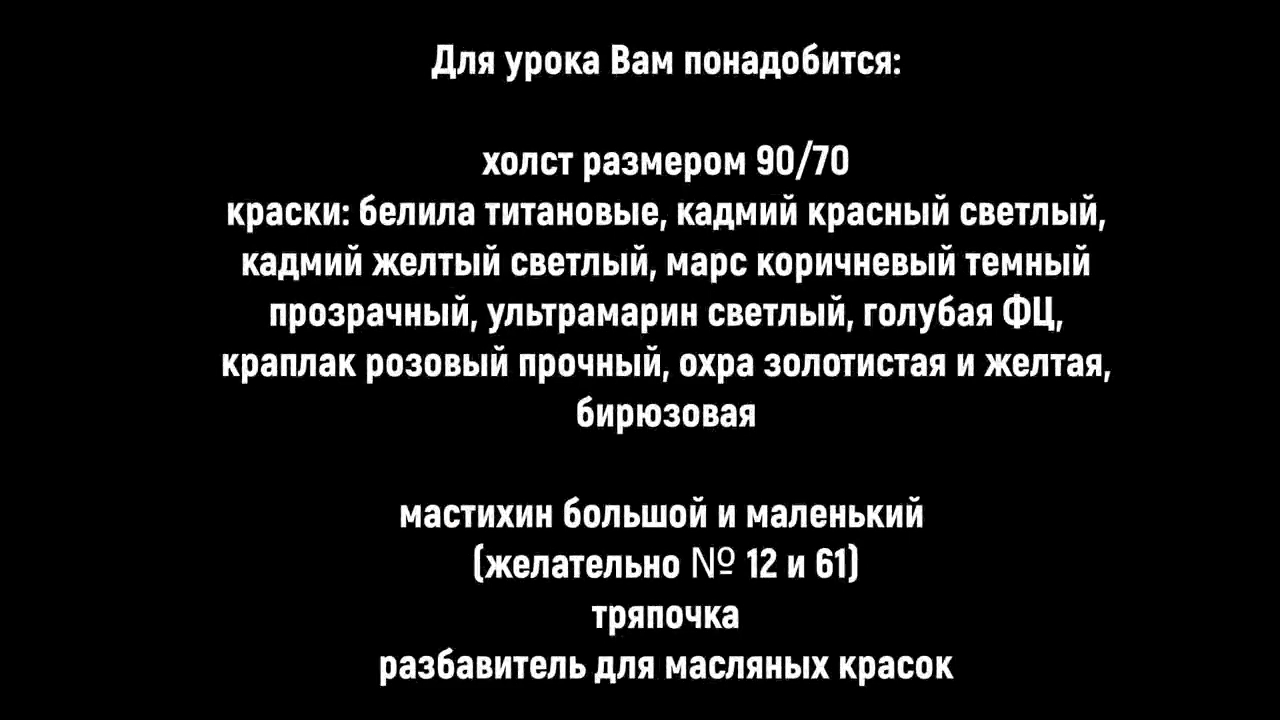 Для урока Вам понадобится:
холст размером 90/70
краски: белила титановые, кадмий красный светлый,
кадмий желтый светлый, марс коричневый темный
прозрачный, ультрамарин светлый, голубая ФЦ,
краплак розовый прочный, охра золотистая и желтая,
бирюзовая
мастихин большой и маленький
(желательно № 12 и 61)
тряпочка
разбавитель для масляных красок